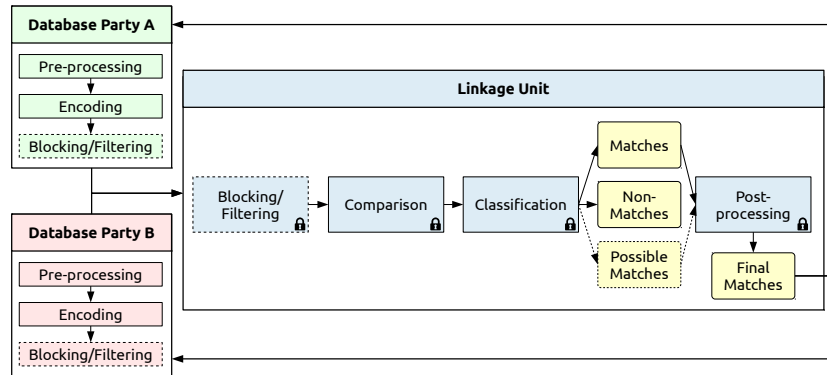 Database Party A
Pre-processing
Encoding
Blocking/Filtering
Database Party B
Pre-processing
Encoding
Blocking/Filtering
Linkage Unit
Blocking/
Filtering
Comparison
Classification
Matches
Non-
Matches
Possible
Matches
Post-
processing
Final
Matches